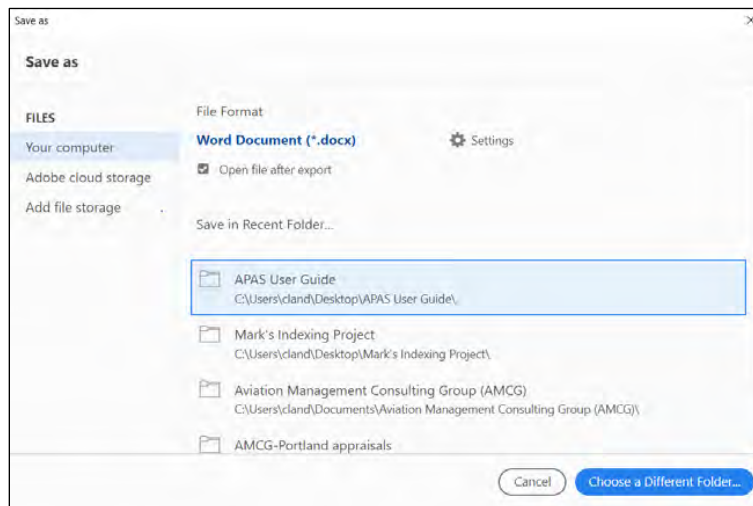 Save as
Save as
FILES
Your computer
Adobe cloud storage
Add file storage
File Format
Word Document (*.docx)
Settings
Open file after export
Save in Recent Folder...
APAS User Guide
C:\Users\cland\Desktop\APAS User Guide\
Mark's Indexing Project
C:\Users\cland\Desktop\Mark's Indexing Project\
Aviation Management Consulting Group (AMCG)
C:\Users\cland\Documents\Aviation Management Consulting Group (AMCG)\
AMCG-Portland appraisals
Cancel
Choose a Different Folder...